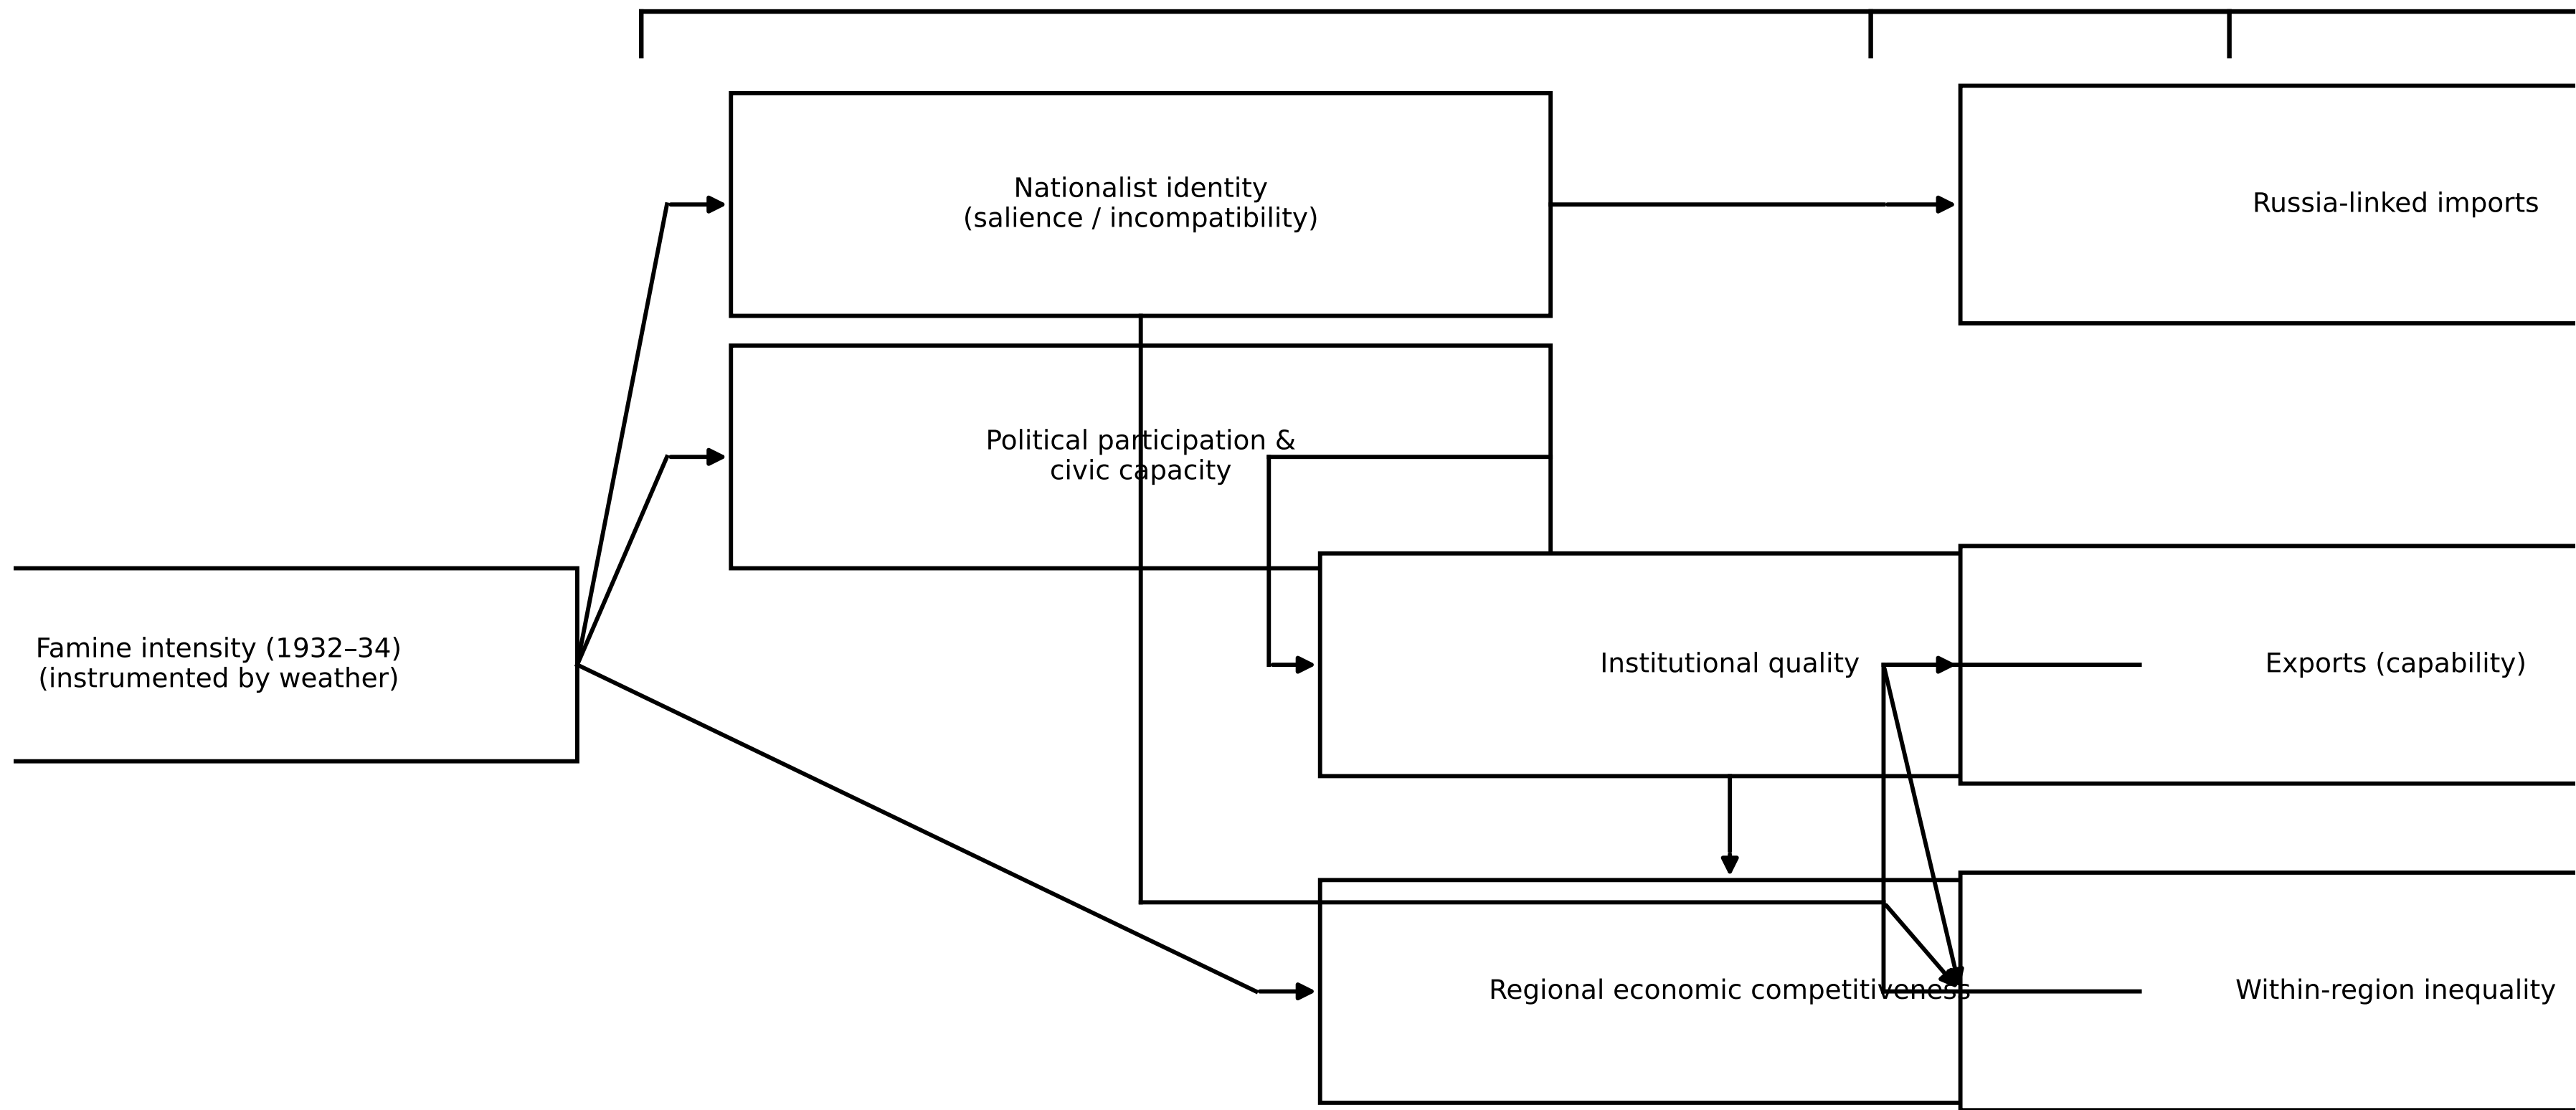 Nationalist identity
(salience / incompatibility)
Russia-linked imports
Political participation &
civic capacity
Famine intensity (1932–34)
(instrumented by weather)
Institutional quality
Exports (capability)
Regional economic competitiveness
Within-region inequality